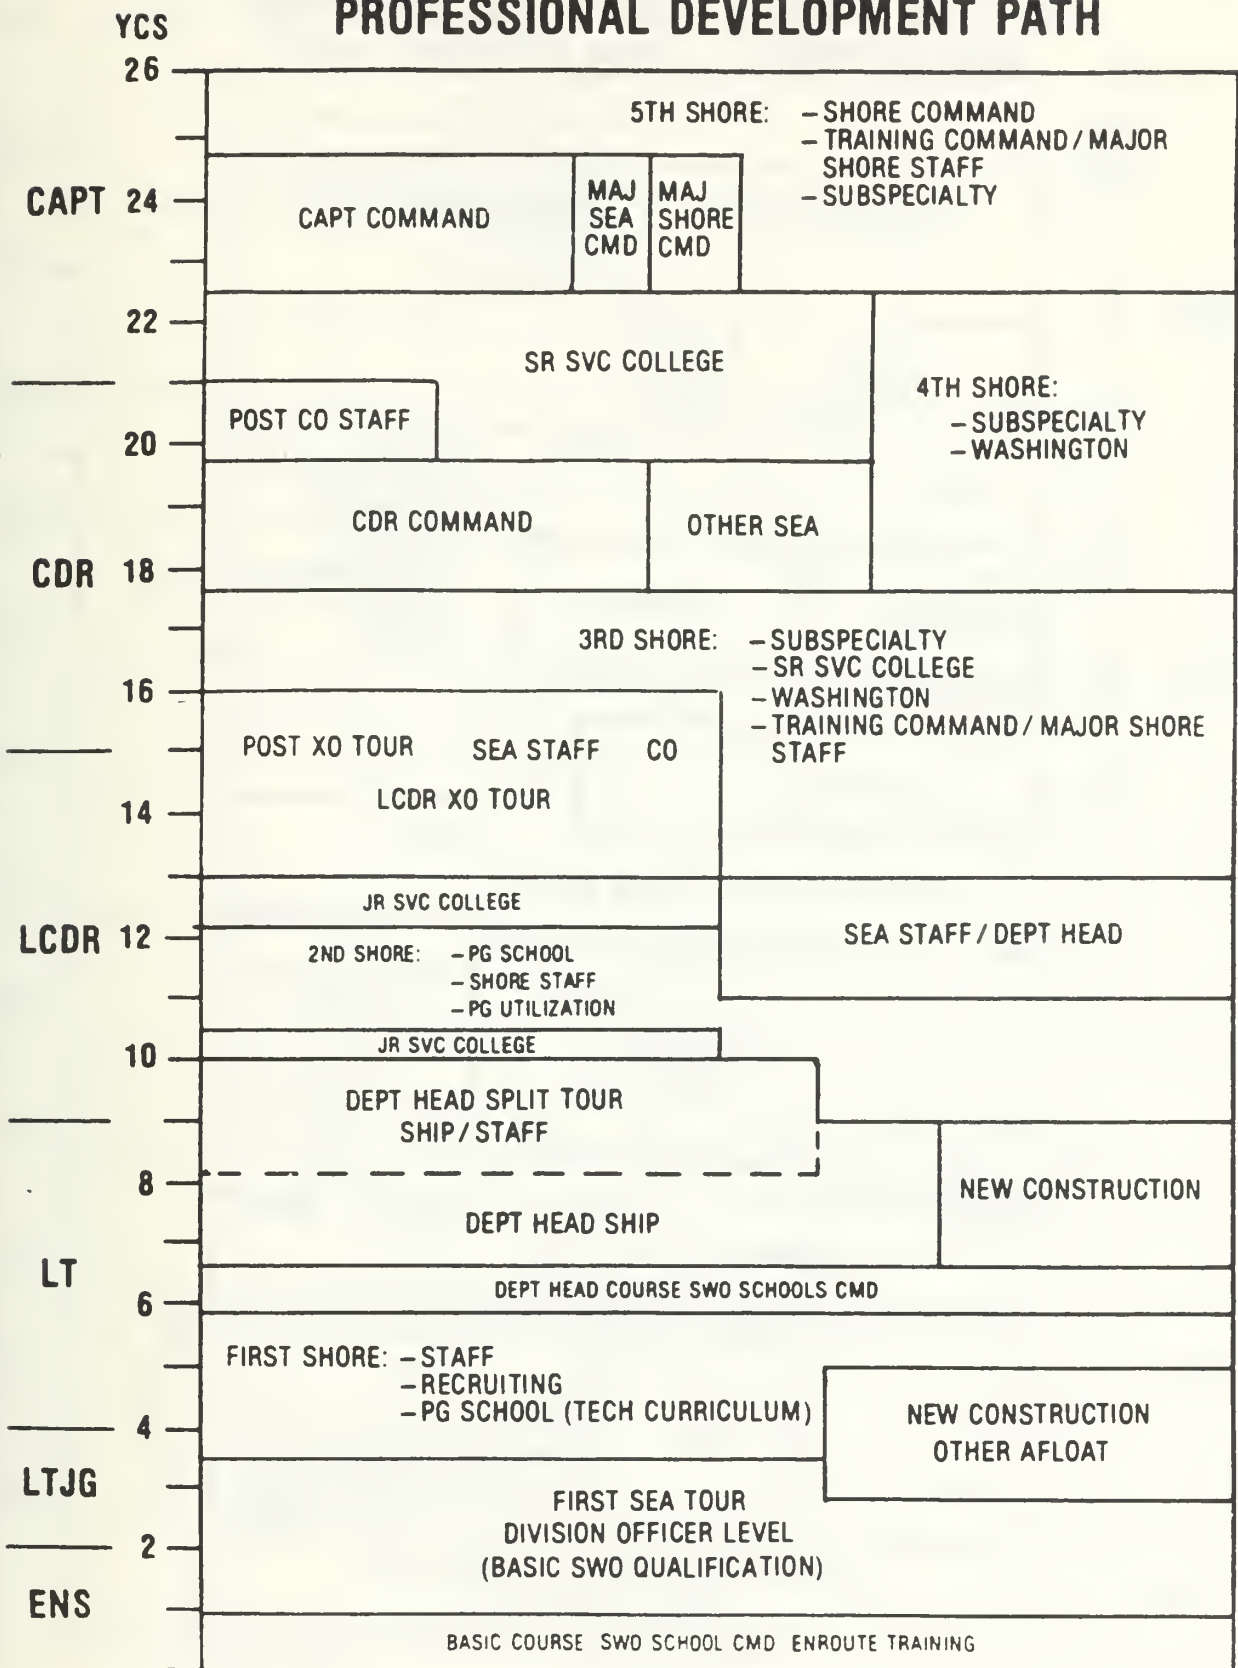 PROFESSIONAL DEVELOPMENT PATH
YCS
26
5TH SHORE: – SHORE COMMAND
– TRAINING COMMAND / MAJOR
SHORE STAFF
– SUBSPECIALTY
CAPT 24
CAPT COMMAND
MAJ
SEA
CMD
MAJ
SHORE
CMD
22
SR SVC COLLEGE
4TH SHORE:
– SUBSPECIALTY
– WASHINGTON
POST CO STAFF
20
CDR COMMAND
OTHER SEA
CDR 18
3RD SHORE: – SUBSPECIALTY
– SR SVC COLLEGE
– WASHINGTON
– TRAINING COMMAND / MAJOR SHORE
STAFF
16
POST XO TOUR SEA STAFF CO
LCDR XO TOUR
14
JR SVC COLLEGE
LCDR 12
SEA STAFF / DEPT HEAD
2ND SHORE: – PG SCHOOL
– SHORE STAFF
– PG UTILIZATION
JR SVC COLLEGE
10
DEPT HEAD SPLIT TOUR
SHIP / STAFF
8
NEW CONSTRUCTION
DEPT HEAD SHIP
LT
DEPT HEAD COURSE SWO SCHOOLS CMD
6
FIRST SHORE: – STAFF
– RECRUITING
– PG SCHOOL (TECH CURRICULUM)
NEW CONSTRUCTION
OTHER AFLOAT
4
LTJG
FIRST SEA TOUR
DIVISION OFFICER LEVEL
(BASIC SWO QUALIFICATION)
2
ENS
BASIC COURSE SWO SCHOOL CMD ENROUTE TRAINING